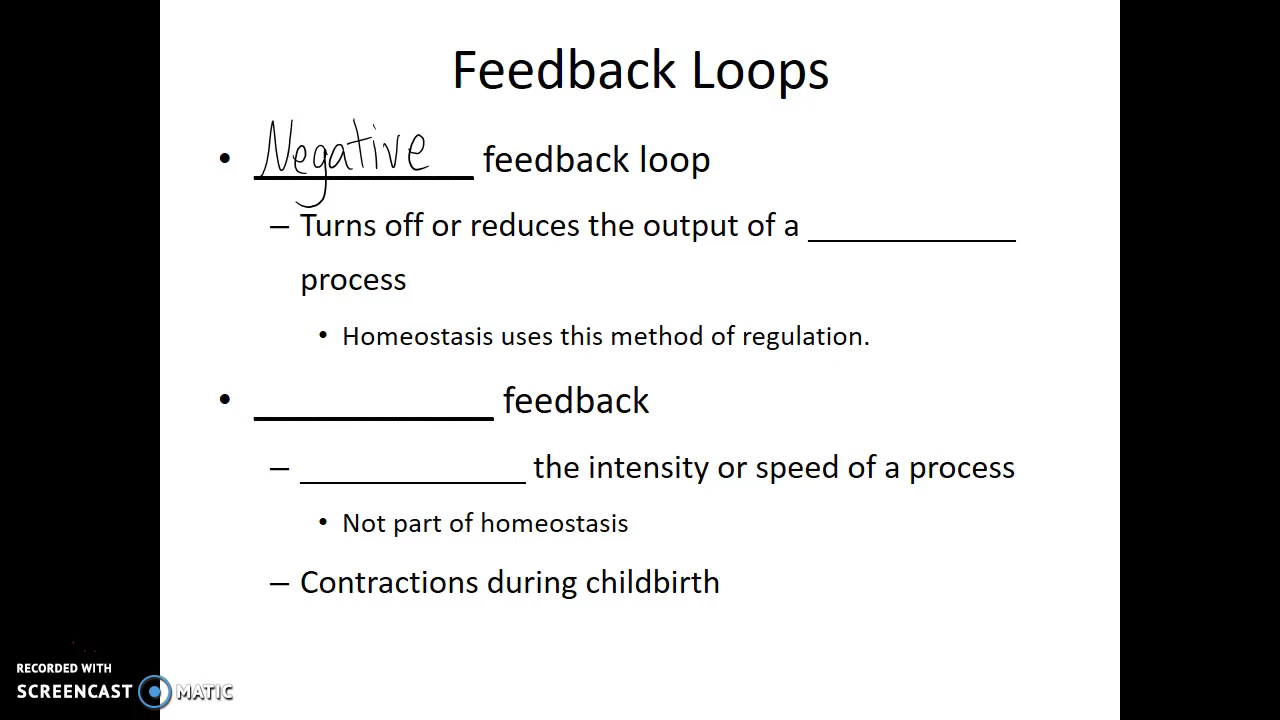 Feedback Loops
• Negative feedback loop
– Turns off or reduces the output of a ____________
process
• Homeostasis uses this method of regulation.
• ____________ feedback
– ____________ the intensity or speed of a process
• Not part of homeostasis
– Contractions during childbirth
RECORDED WITH
SCREENCAST MATIC